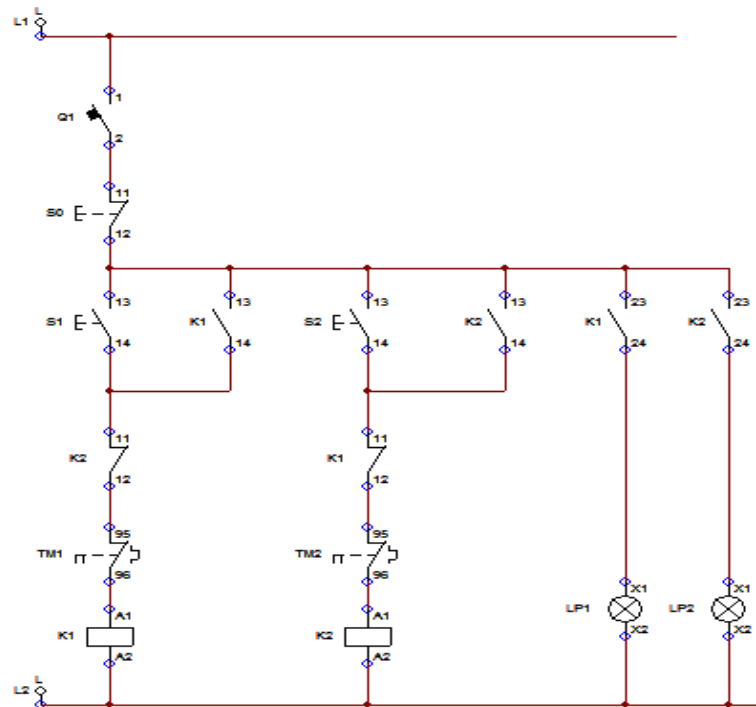 L
L1
1
Q1
2
11
S0
12
13 13 13 13 23 23
S1 K1 S2 K2 K1 K2
14 14 14 14 24 24
11 11
K2 K1
12 12
95 95
TM1 TM2
96 96
A1 A1 X1 X1
K1 K2 LP1 LP2
A2 A2 X2 X2
L
L2